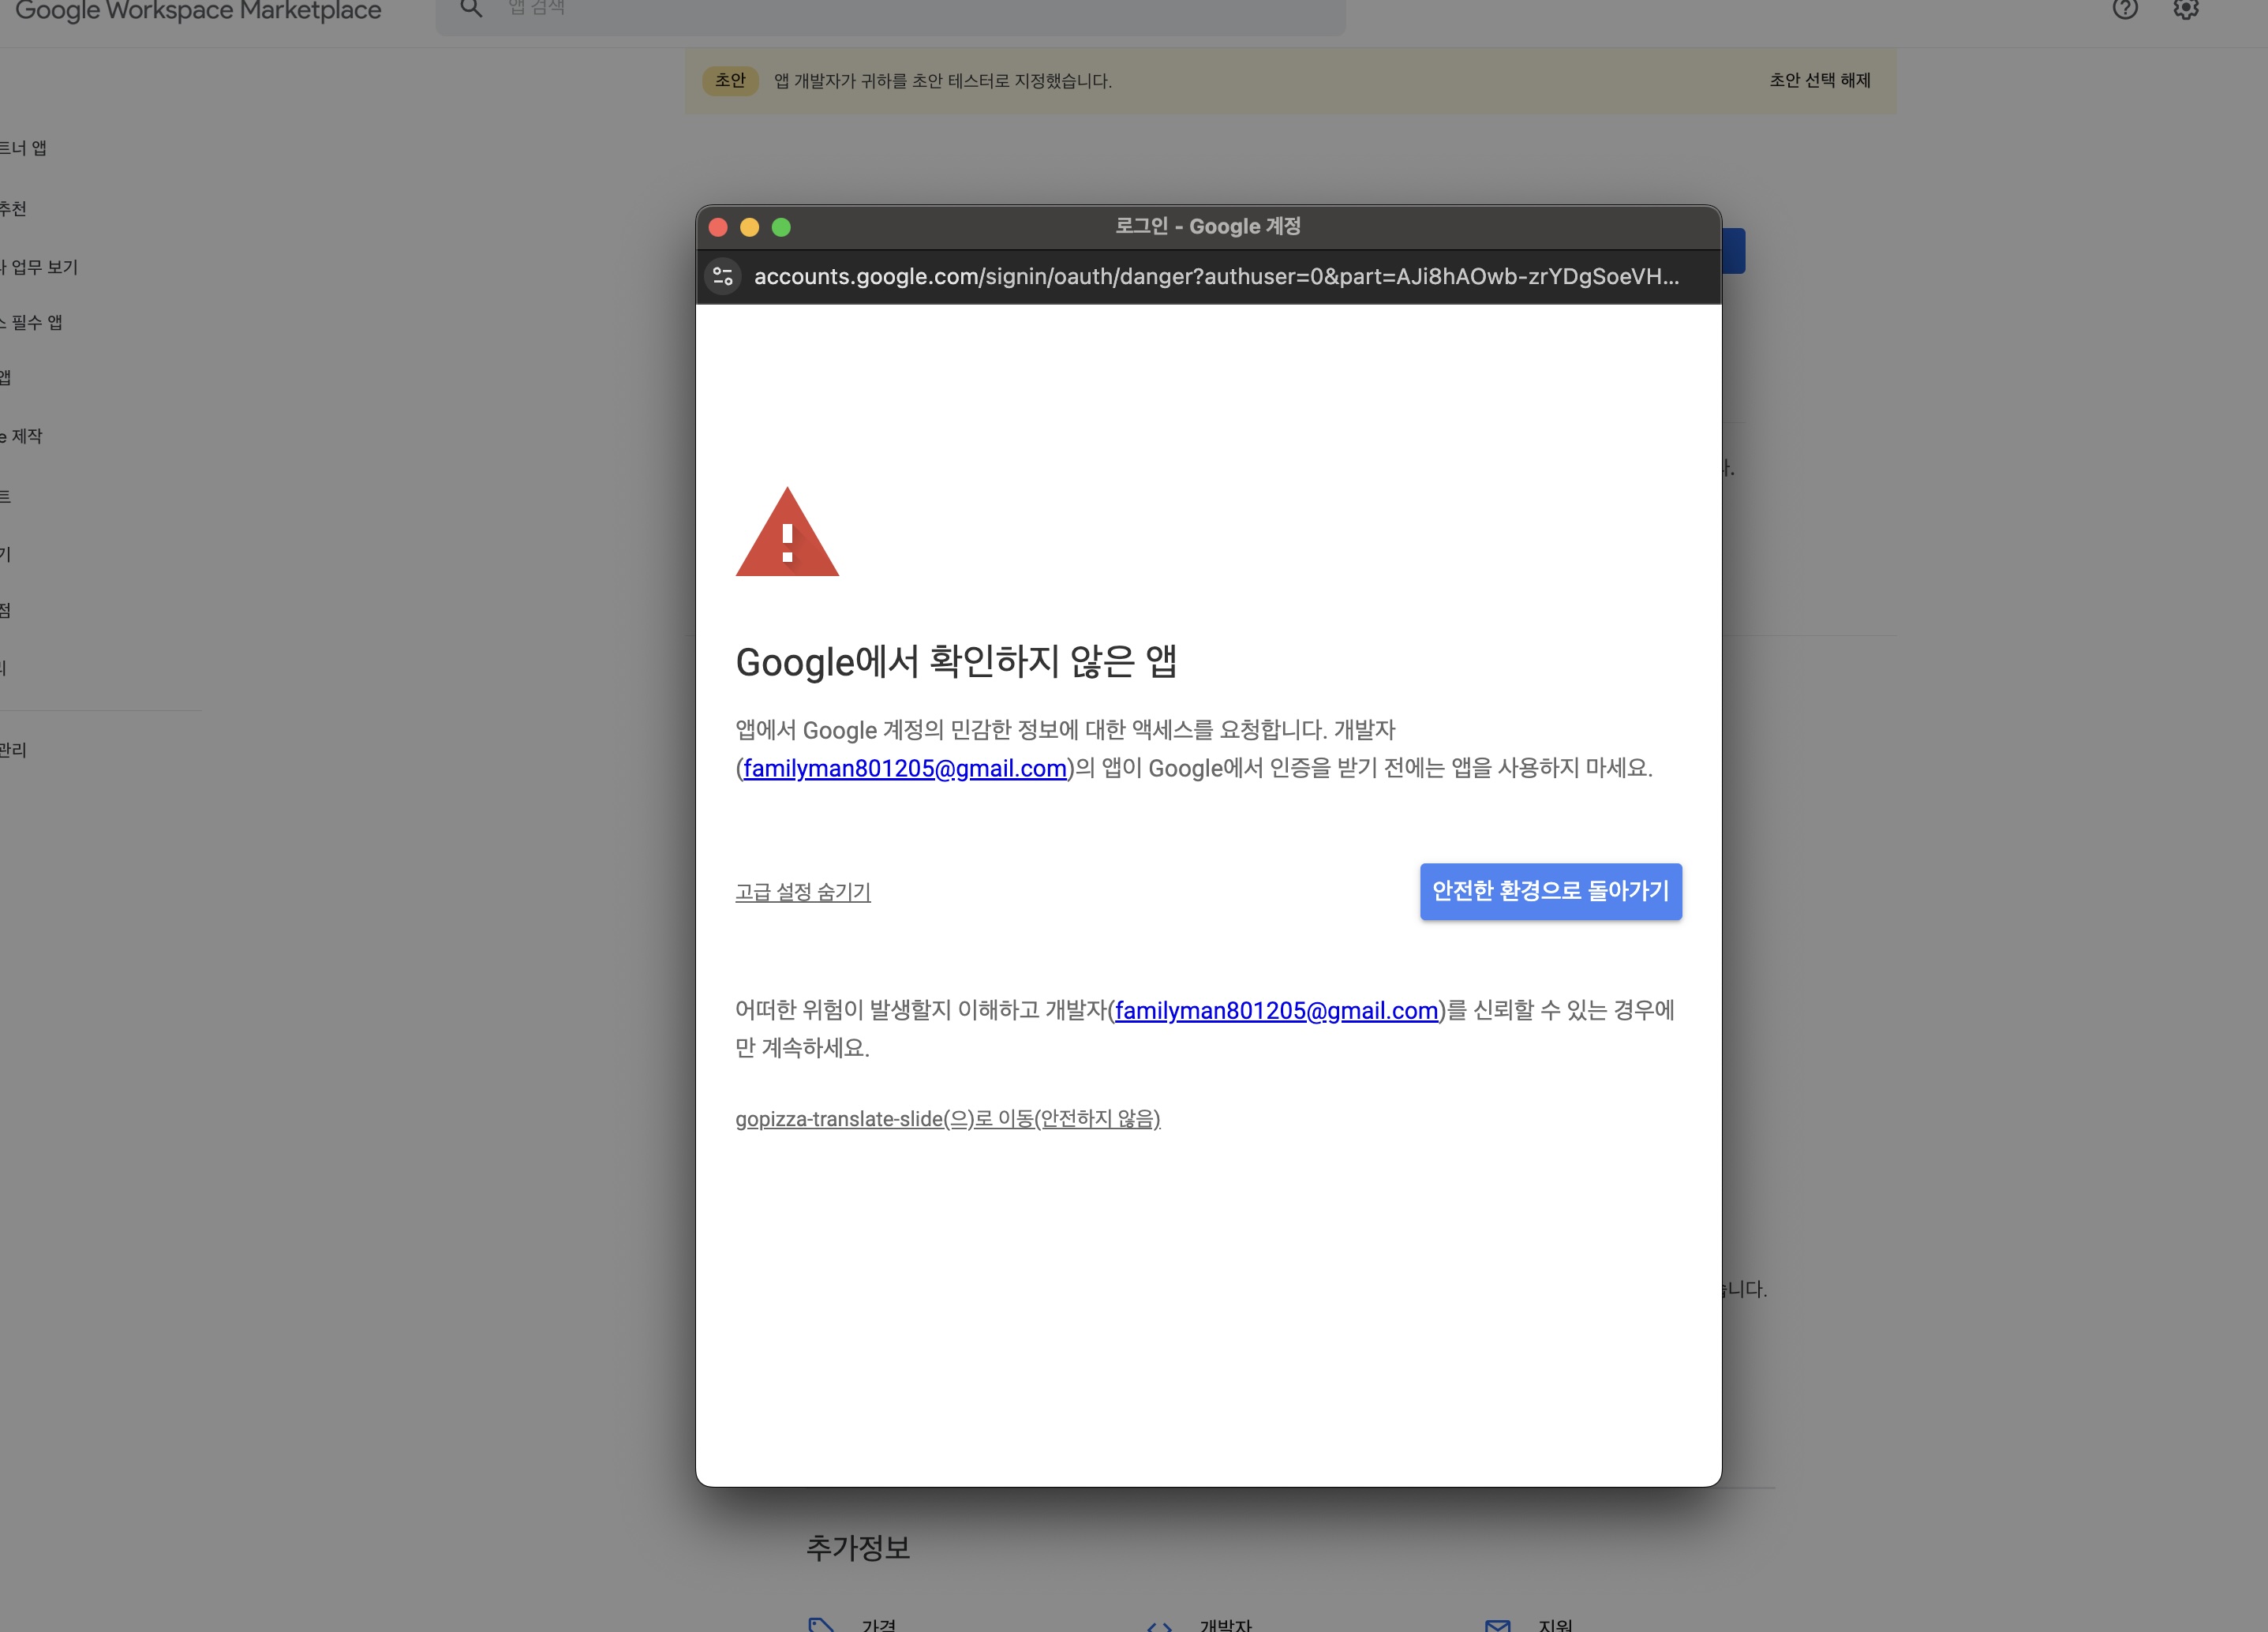 Google Workspace Marketplace
앱 검색
초안
앱 개발자가 귀하를 초안 테스터로 지정했습니다.
초안 선택 해제
트너 앱
추천
업무 보기
필수 앱
앱
e 제작
트
기
점
관리
로그인 - Google 계정
accounts.google.com/signin/oauth/danger?authuser=0&part=AJi8hAOwb-zrYDgSoeVH...
Google에서 확인하지 않은 앱
앱에서 Google 계정의 민감한 정보에 대한 액세스를 요청합니다. 개발자
(familyman801205@gmail.com)의 앱이 Google에서 인증을 받기 전에는 앱을 사용하지 마세요.
고급 설정 숨기기
안전한 환경으로 돌아가기
어떠한 위험이 발생할지 이해하고 개발자(familyman801205@gmail.com)를 신뢰할 수 있는 경우에
만 계속하세요.
gopizza-translate-slide(으)로 이동(안전하지 않음)
습니다.
추가정보
가격
개발자
지원